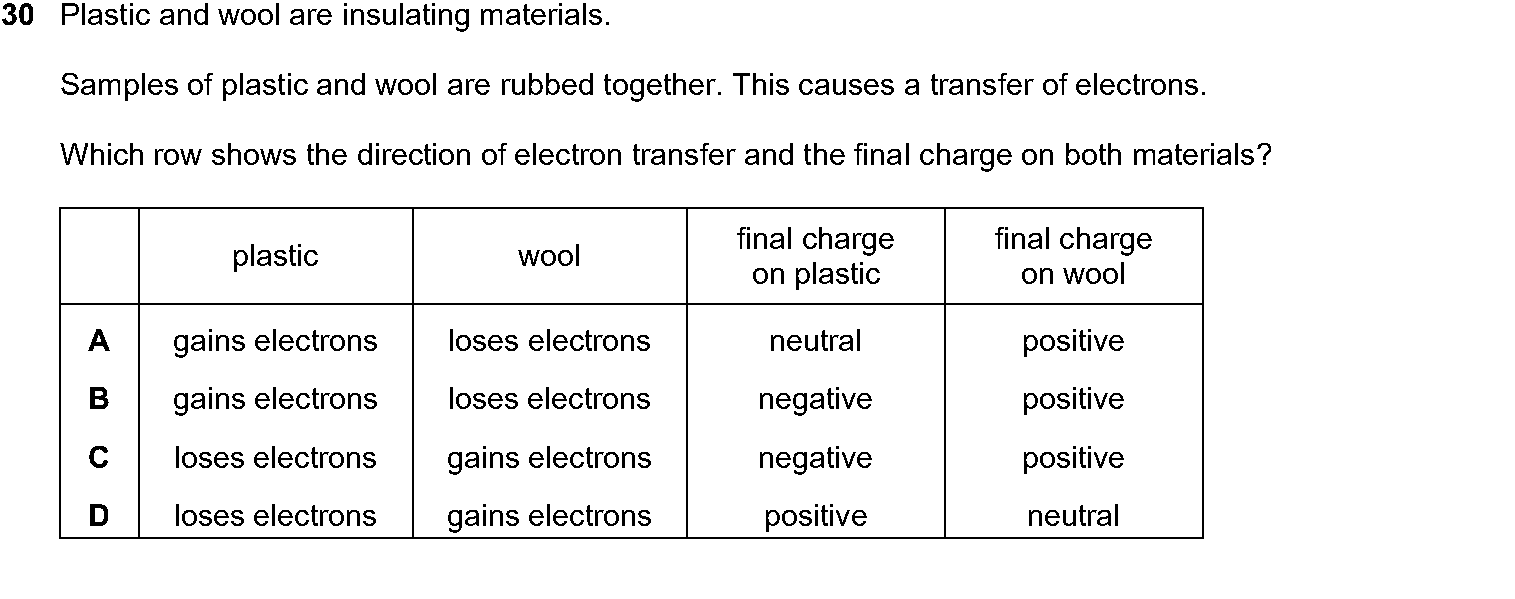 30 Plastic and wool are insulating materials.
Samples of plastic and wool are rubbed together. This causes a transfer of electrons.
Which row shows the direction of electron transfer and the final charge on both materials?
plastic wool final charge on plastic final charge on wool
A gains electrons loses electrons neutral positive
B gains electrons loses electrons negative positive
C loses electrons gains electrons negative positive
D loses electrons gains electrons positive neutral